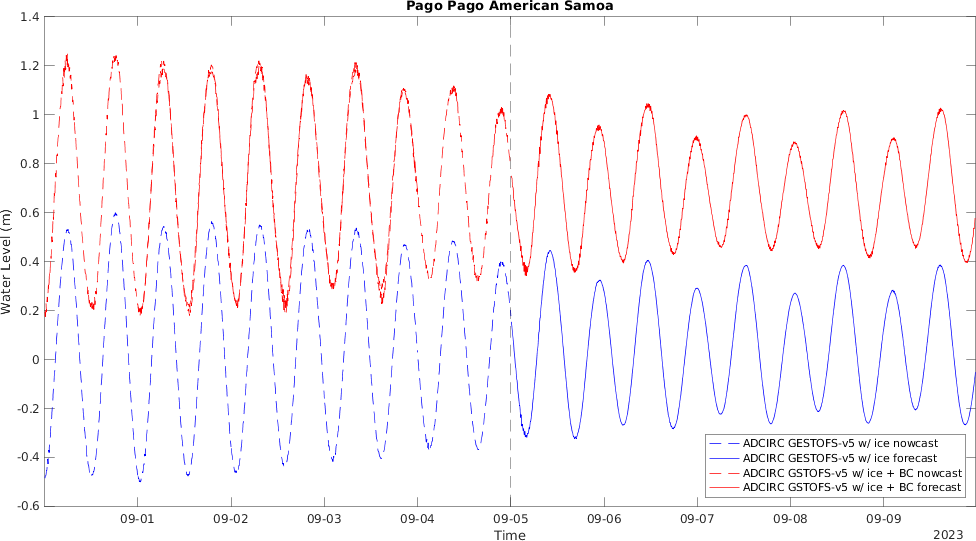 Pago Pago American Samoa
1.4
1.2
1
0.8
0.6
0.4
0.2
0
-0.2
-0.4
-0.6
Water Level (m)
ADCIRC GESTOFS-v5 w/ ice nowcast
ADCIRC GESTOFS-v5 w/ ice forecast
ADCIRC GSTOFS-v5 w/ ice + BC nowcast
ADCIRC GSTOFS-v5 w/ ice + BC forecast
09-01 09-02 09-03 09-04 09-05 09-06 09-07 09-08 09-09
Time
2023